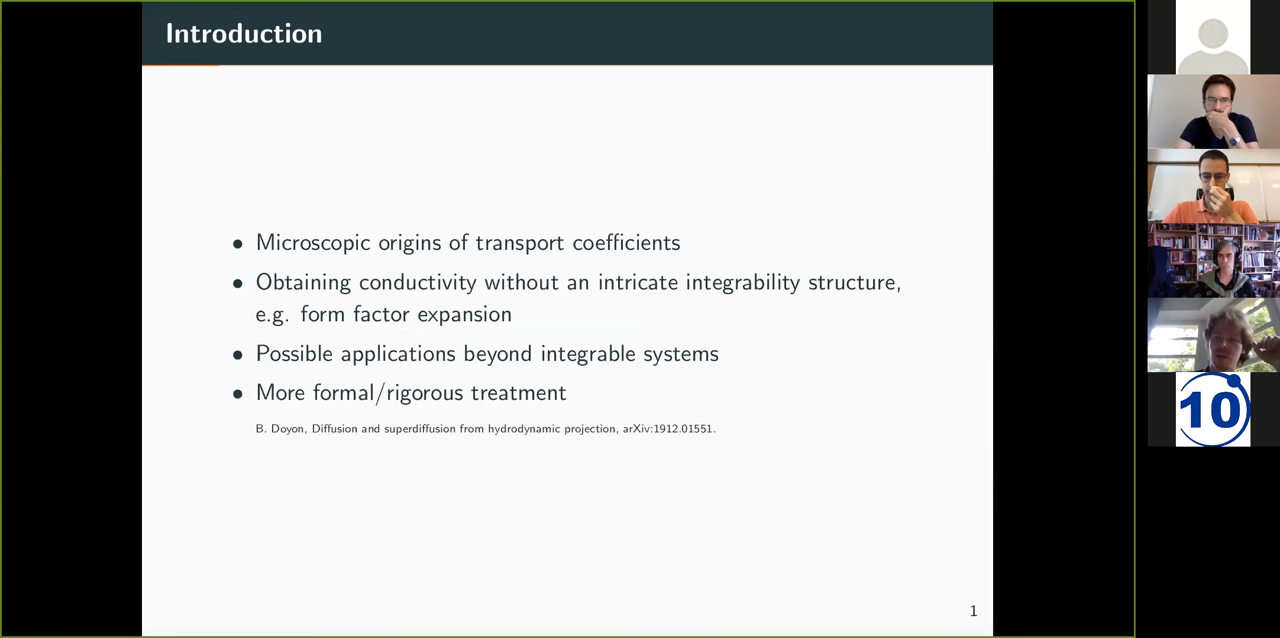 Introduction
• Microscopic origins of transport coefficients
• Obtaining conductivity without an intricate integrability structure,
e.g. form factor expansion
• Possible applications beyond integrable systems
• More formal/rigorous treatment
B. Doyon, Diffusion and superdiffusion from hydrodynamic projection, arXiv:1912.01551.
1
10